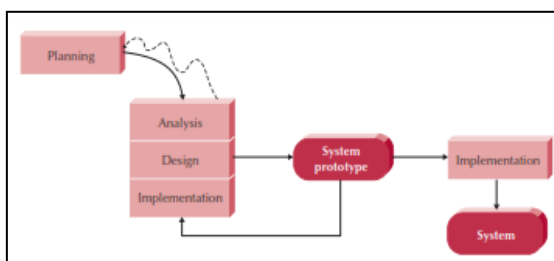 Planning
Analysis
Design
Implementation
System
prototype
Implementation
System